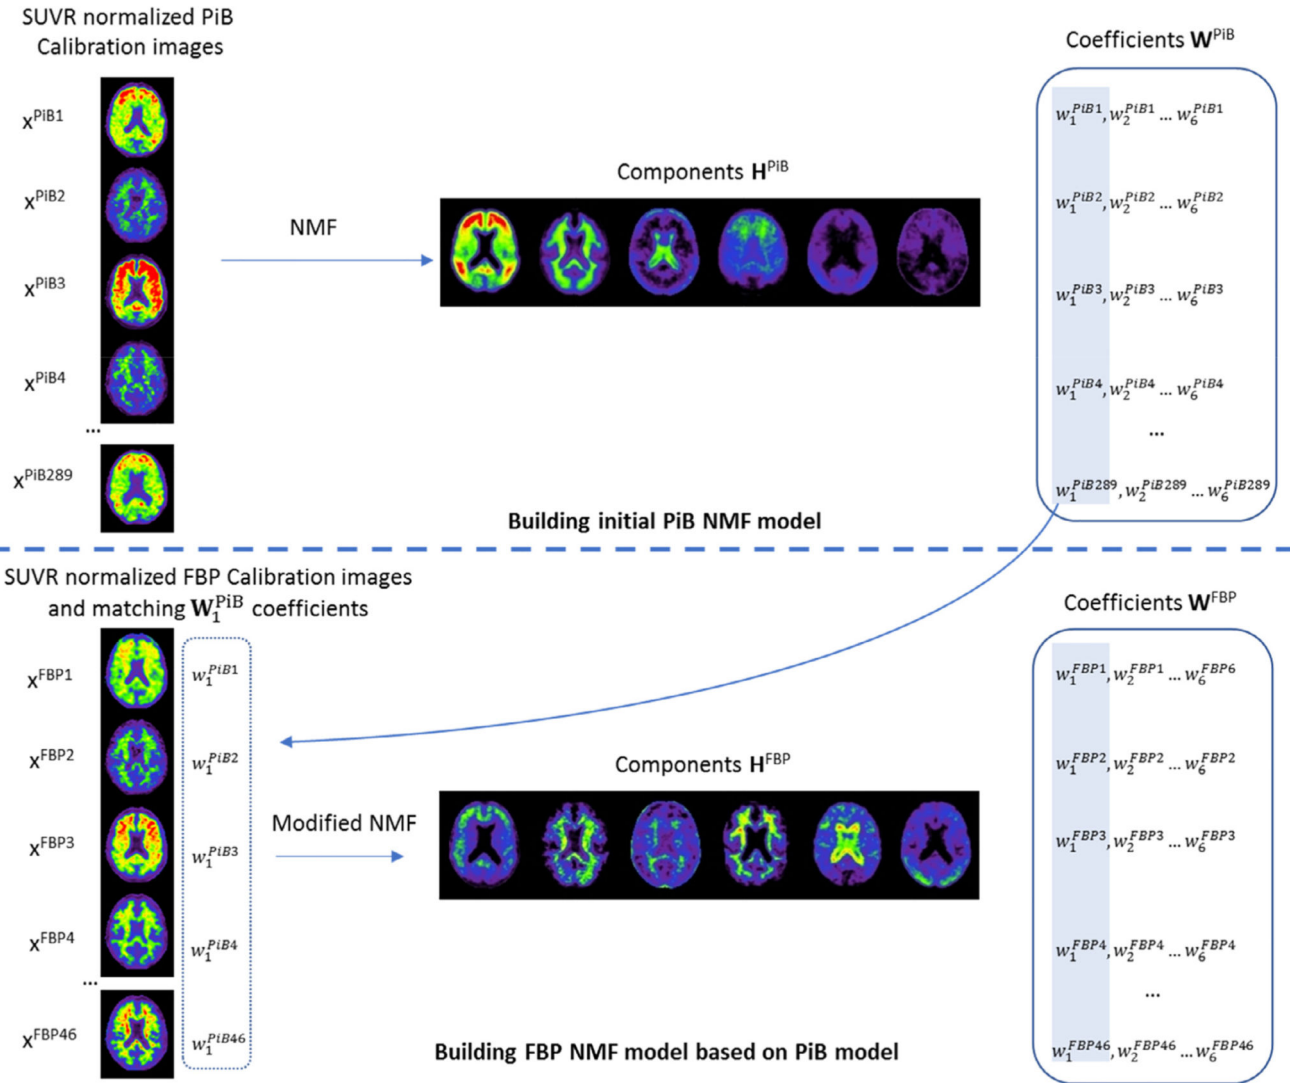 SUVR normalized PiB
Calibration images
Coefficients W^PiB
x^PiB1
w_1^PiB1, w_2^PiB1 ... w_6^PiB1
Components H^PiB
x^PiB2
w_1^PiB2, w_2^PiB2 ... w_6^PiB2
NMF
x^PiB3
w_1^PiB3, w_2^PiB3 ... w_6^PiB3
x^PiB4
w_1^PiB4, w_2^PiB4 ... w_6^PiB4
...
...
x^PiB289
w_1^PiB289, w_2^PiB289 ... w_6^PiB289
Building initial PiB NMF model
SUVR normalized FBP Calibration images
and matching W_1^PiB coefficients
Coefficients W^FBP
x^FBP1
w_1^PiB1
w_1^FBP1, w_2^FBP1 ... w_6^FBP6
x^FBP2
w_1^PiB2
Components H^FBP
w_1^FBP2, w_2^FBP2 ... w_6^FBP2
Modified NMF
x^FBP3
w_1^PiB3
w_1^FBP3, w_2^FBP3 ... w_6^FBP3
x^FBP4
w_1^PiB4
w_1^FBP4, w_2^FBP4 ... w_6^FBP4
...
...
x^FBP46
w_1^PiB46
w_1^FBP46, w_2^FBP46 ... w_6^FBP46
Building FBP NMF model based on PiB model